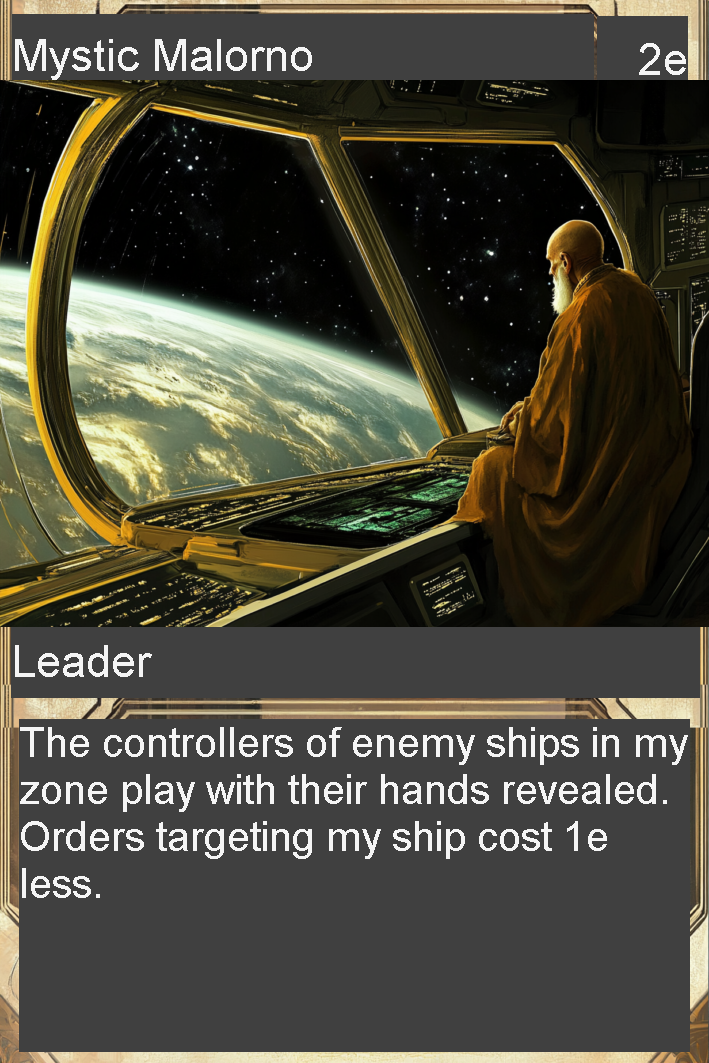 Mystic Malorno
2e
Leader
The controllers of enemy ships in my
zone play with their hands revealed.
Orders targeting my ship cost 1e
less.